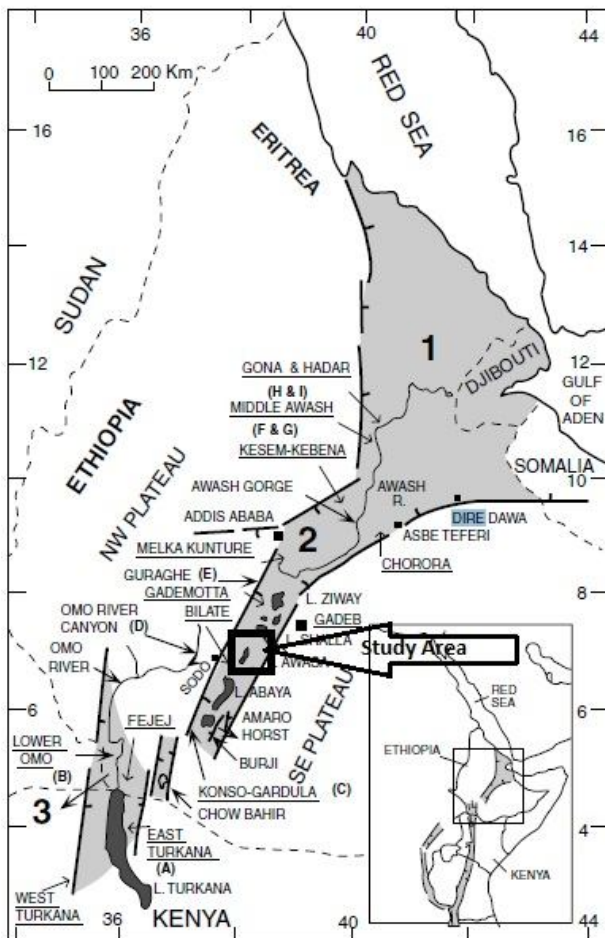 36
40
44
0 100 200 Km
RED SEA
16
16
ERITREA
SUDAN
14
14
1
12
12
DJIBOUTI
GULF
OF
ADEN
GONA & HADAR
(H & I)
MIDDLE AWASH
(F & G)
KESEM-KEBENA
ETHIOPIA
NW PLATEAU
SOMALIA
10
10
AWASH GORGE
AWASH
R.
ADDIS ABABA
DIRE DAWA
ASBE TEFERI
2
MELKA KUNTURE
CHORORA
GURAGHE (E)
8
8
GADEMOTTA
L. ZIWAY
BILATE
GADEB
OMO RIVER
CANYON (D)
L. SHALLA
Study Area
OMO
RIVER
SODO
AWASA
L. ABAYA
SE PLATEAU
RED
SEA
6
6
FEJEJ
AMARO
HORST
ETHIOPIA
LOWER
OMO
(B)
BURJI
KONSO-GARDULA (C)
3
CHOW BAHIR
4
4
EAST
TURKANA
(A)
KENYA
L. TURKANA
WEST
TURKANA
36
KENYA
40
44